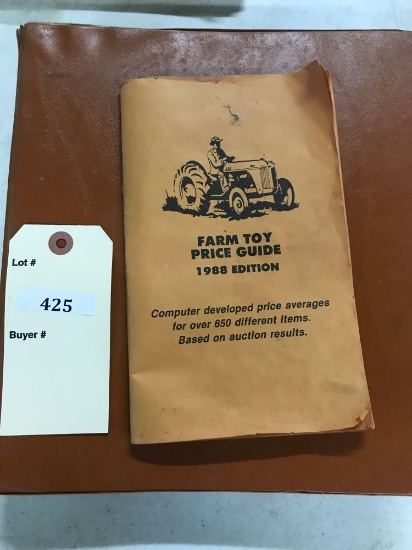 FARM TOY
PRICE GUIDE
1988 EDITION
Computer developed price averages
for over 650 different items.
Based on auction results.
Lot #
425
Buyer #